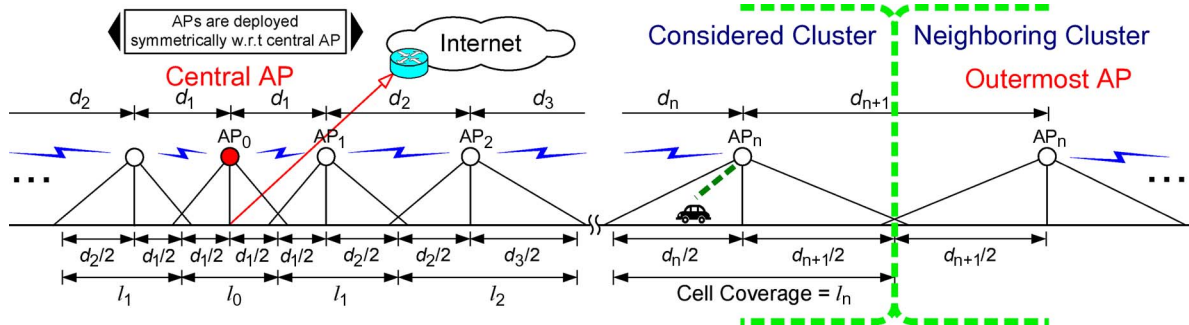 APs are deployed
symmetrically w.r.t central AP
Internet
Considered Cluster
Neighboring Cluster
Central AP
Outermost AP
d₂ d₁ d₁ d₂ d₃ dₙ dₙ₊₁
AP₀ AP₁ AP₂ APₙ APₙ
... ...
d₂/2 d₁/2 d₁/2 d₁/2 d₁/2 d₂/2 d₂/2 d₃/2 dₙ/2 dₙ₊₁/2 dₙ₊₁/2
l₁ l₀ l₁ l₂ Cell Coverage = lₙ